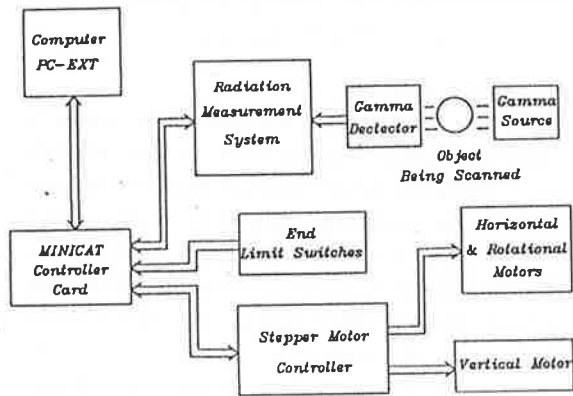 Computer
PC-EXT
Radiation
Measurement
System
Gamma
Dectector
Gamma
Source
Object
Being Scanned
MINICAT
Controller
Card
End
Limit Switches
Horizontal
& Rotational
Motors
Stepper Motor
Controller
Vertical Motor